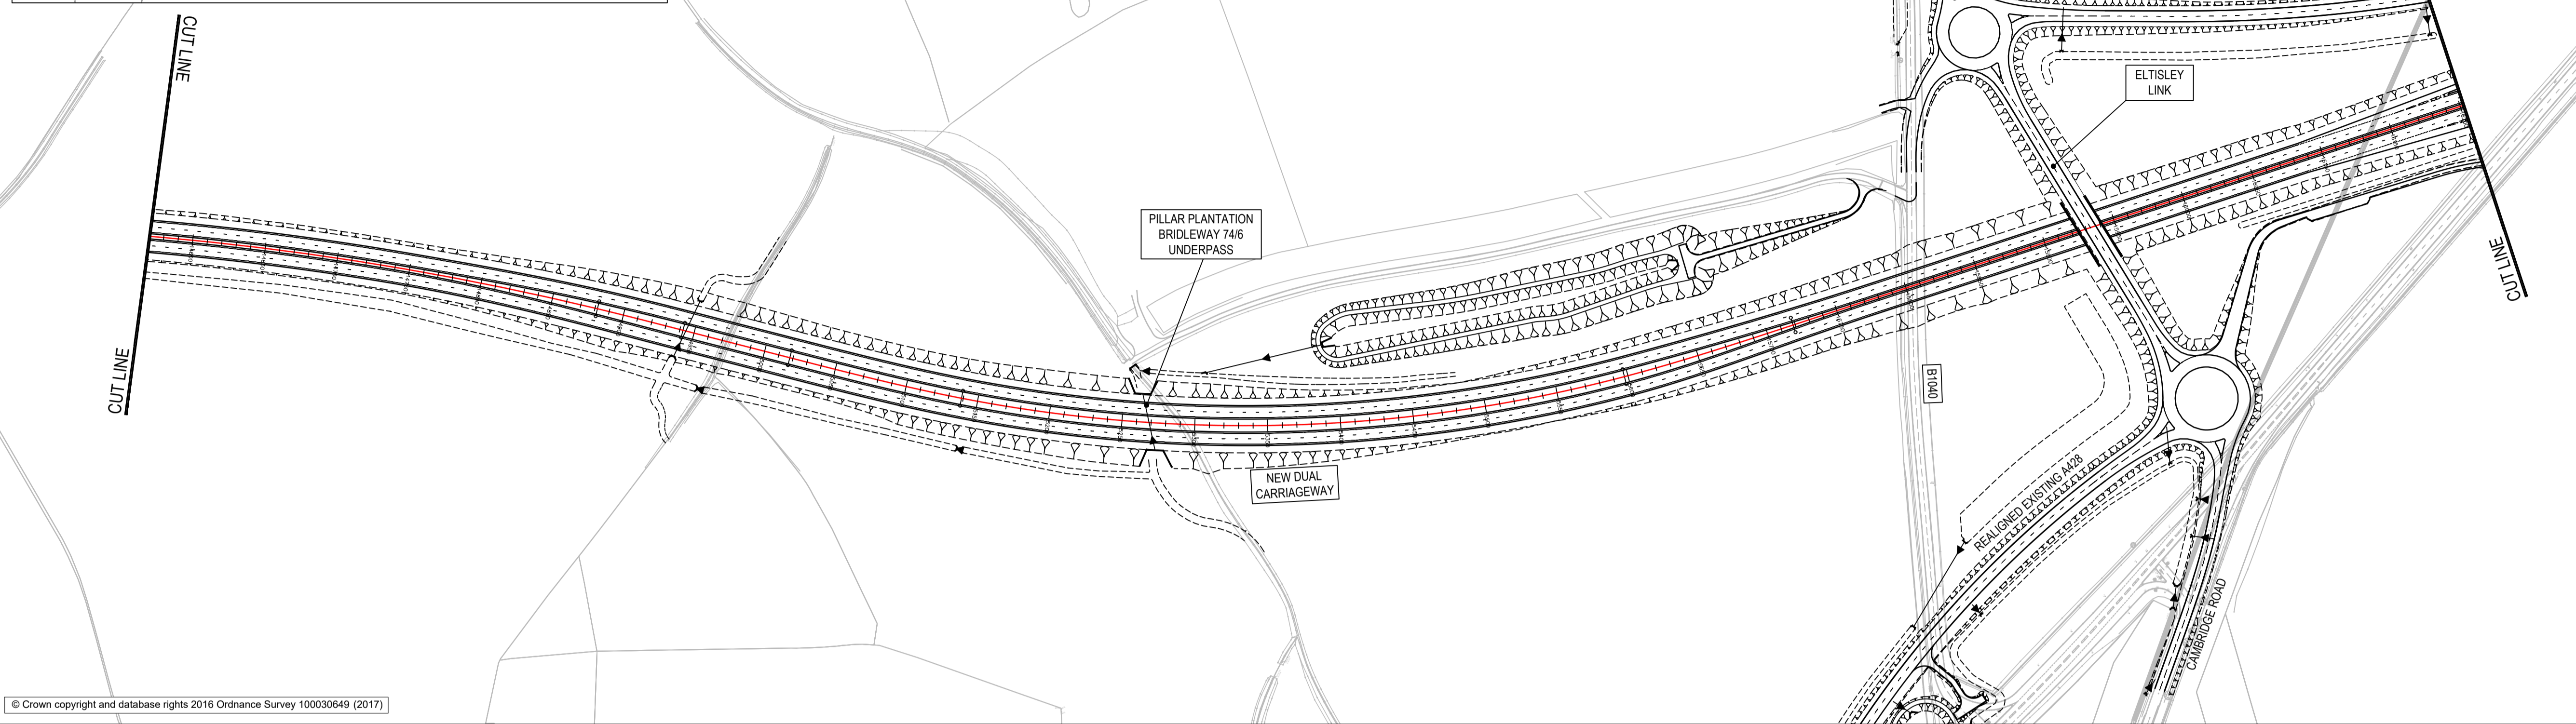 CUT LINE
CUT LINE
PILLAR PLANTATION
BRIDLEWAY 74/6
UNDERPASS
NEW DUAL
CARRIAGEWAY
ELTISLEY
LINK
B1040
REALIGNED EXISTING A428
CAMBRIDGE ROAD
CUT LINE
© Crown copyright and database rights 2016 Ordnance Survey 100030649 (2017)